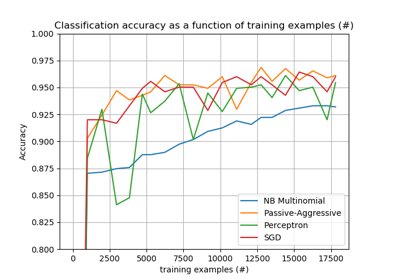 Classification accuracy as a function of training examples (#)
1.000
0.975
0.950
0.925
0.900
0.875
0.850
0.825
0.800
Accuracy
0
2500
5000
7500
10000
12500
15000
17500
training examples (#)
NB Multinomial
Passive-Aggressive
Perceptron
SGD